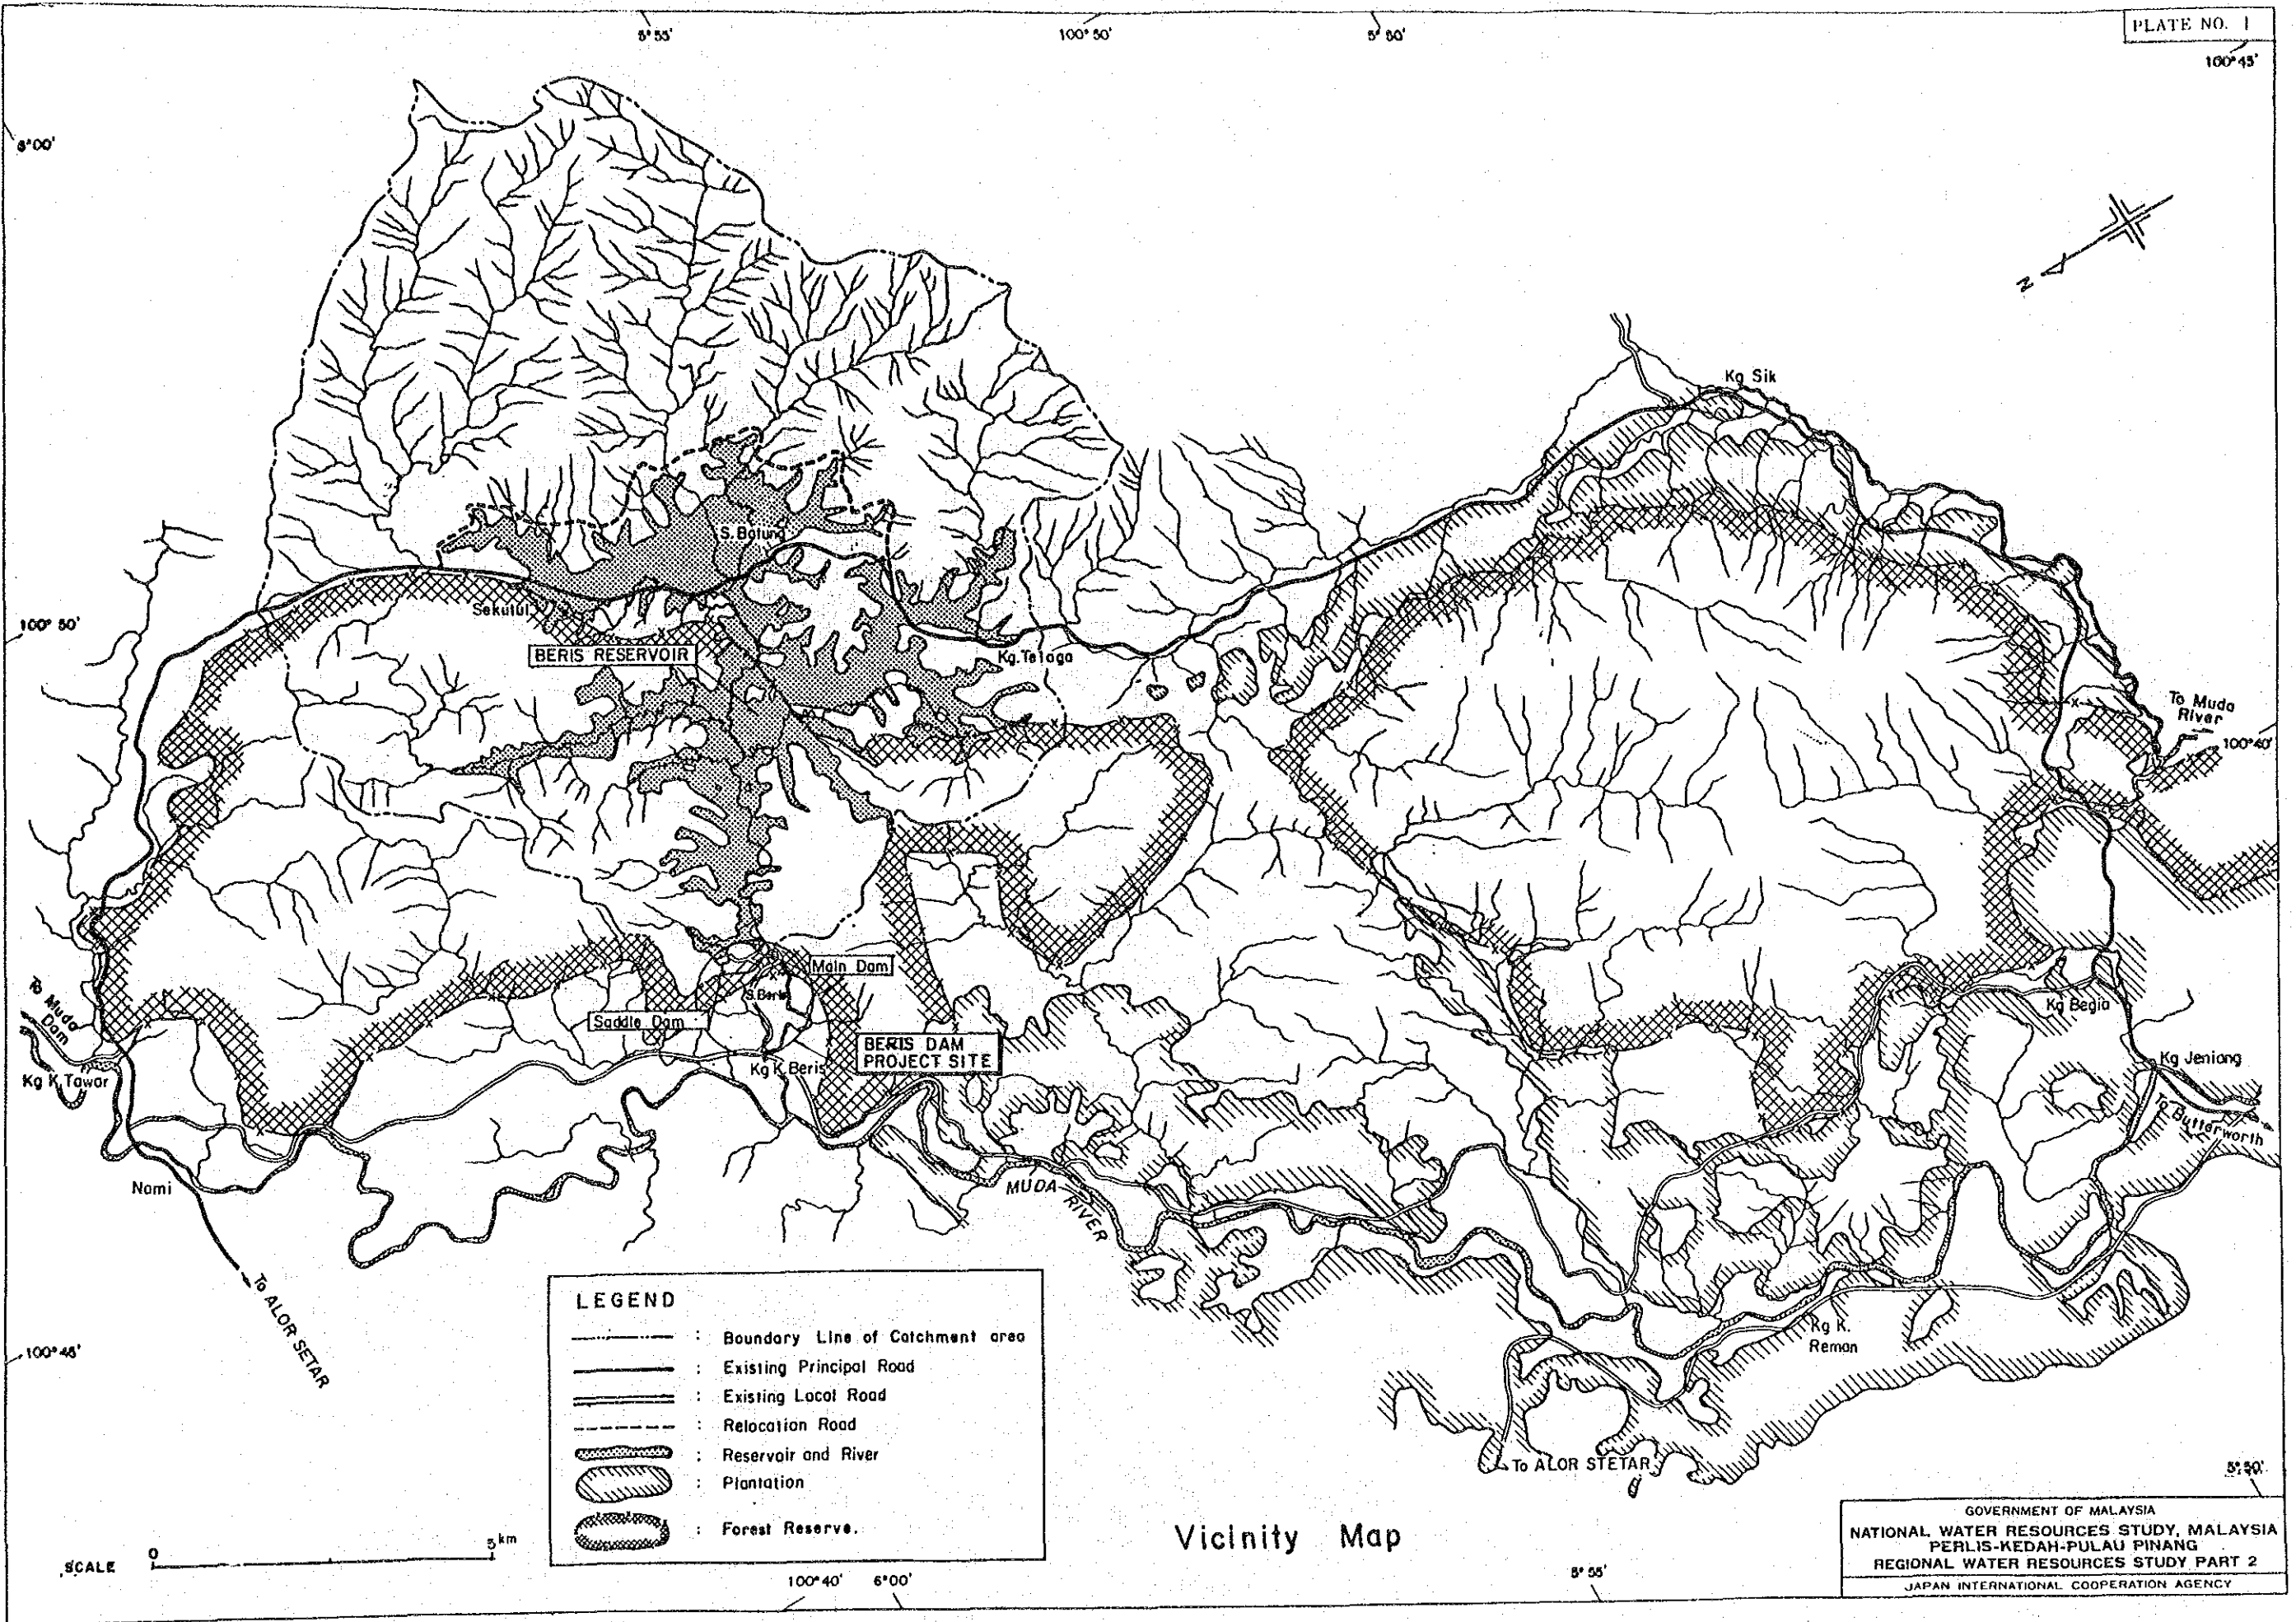 PLATE NO. 1
5° 55'
100° 50'
5° 50'
100° 45'
6° 00'
N
Kg Sik
S. Batung
100° 50'
Sekutul
BERIS RESERVOIR
Kg. Telaga
To Muda
River
100° 40'
Main Dam
To Muda
Dam
S. Beris
Saddle Dam
Kg Begia
BERIS DAM
PROJECT SITE
Kg K. Tawar
Kg K. Beris
Kg Jeniang
To Butterworth
Nami
MUDA RIVER
To ALOR SETAR
LEGEND
: Boundary Line of Catchment area
: Existing Principal Road
: Existing Local Road
: Relocation Road
: Reservoir and River
: Plantation
: Forest Reserve.
Kg K.
Reman
100° 45'
To ALOR STETAR
5° 50'
Vicinity Map
SCALE 0 5 km
100° 40' 6° 00'
5° 55'
GOVERNMENT OF MALAYSIA
NATIONAL WATER RESOURCES STUDY, MALAYSIA
PERLIS-KEDAH-PULAU PINANG
REGIONAL WATER RESOURCES STUDY PART 2
JAPAN INTERNATIONAL COOPERATION AGENCY